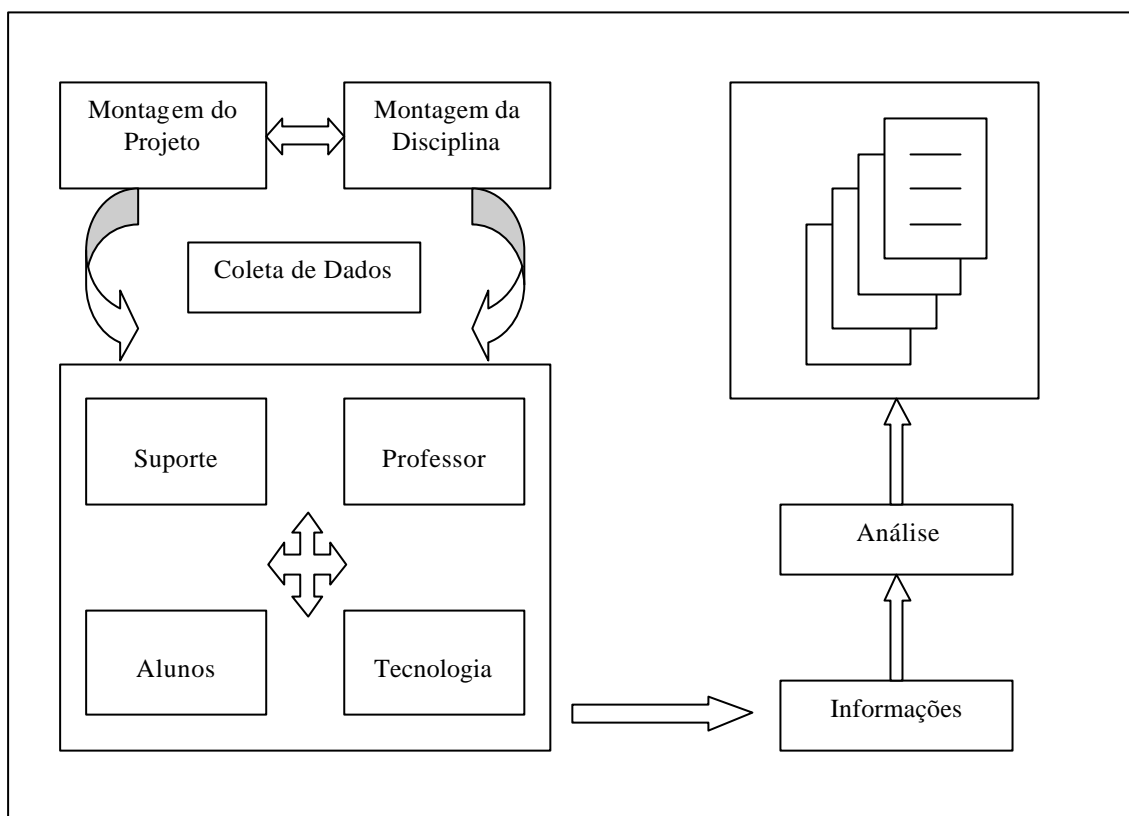 Montagem do
Projeto
Montagem da
Disciplina
Coleta de Dados
Suporte
Professor
Alunos
Tecnologia
Análise
Informações